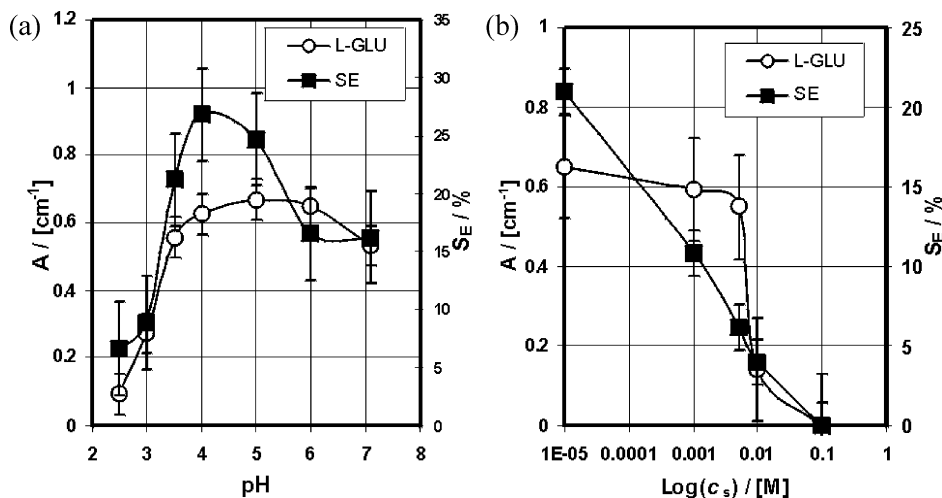 (a)
1.2
1
0.8
0.6
0.4
0.2
0
A / [cm⁻¹]
L-GLU
SE
35
30
25
20
15
10
5
0
S_E / %
2 3 4 5 6 7 8
pH
(b)
1
0.8
0.6
0.4
0.2
0
A / [cm⁻¹]
L-GLU
SE
25
20
15
10
5
0
S_E / %
1E-05 0.0001 0.001 0.01 0.1 1
Log(c_s) / [M]